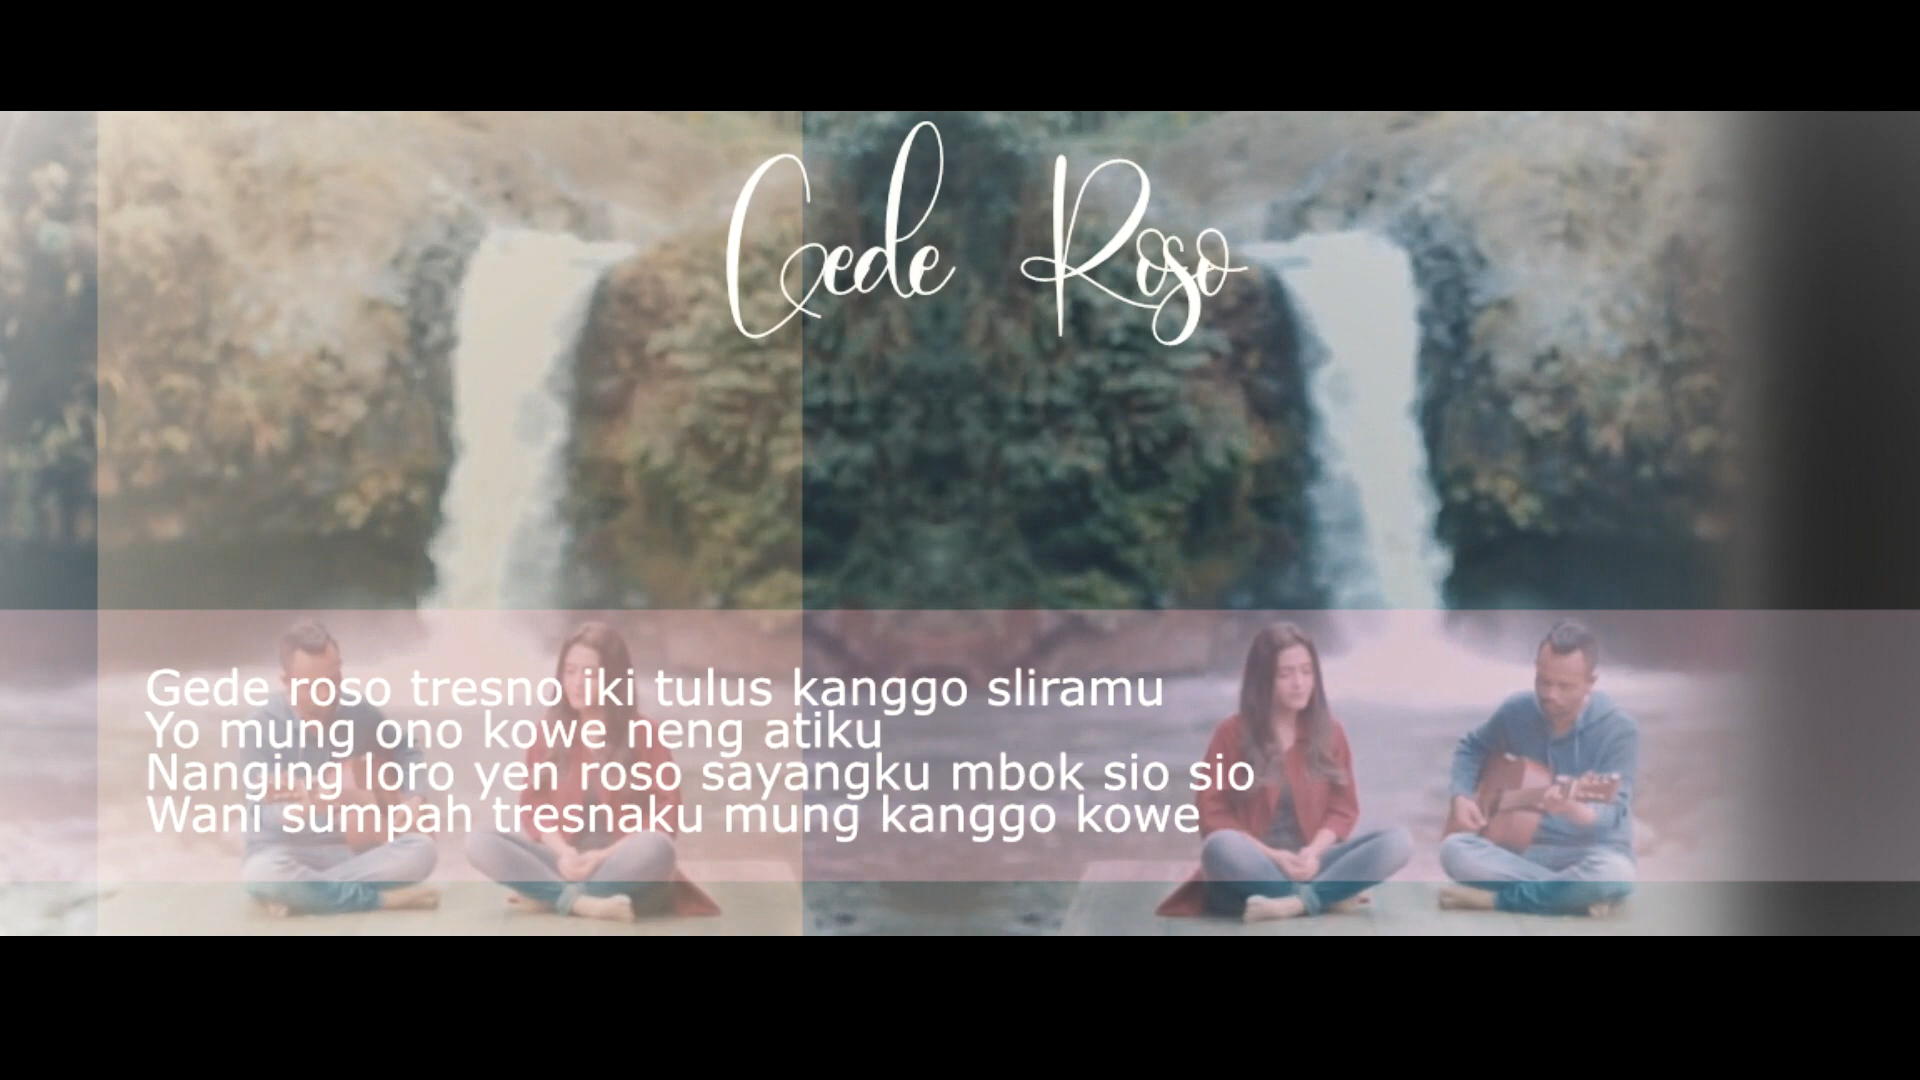 Gede Roso
Gede roso tresno iki tulus kanggo sliramu
Yo mung ono kowe neng atiku
Nanging loro yen roso sayangku mbok sio sio
Wani sumpah tresnaku mung kanggo kowe